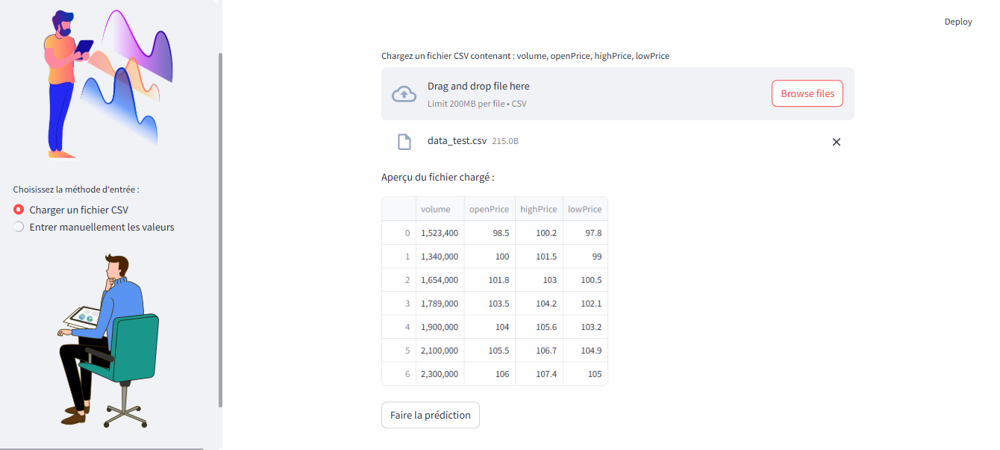 Choisissez la méthode d'entrée :
Charger un fichier CSV
Entrer manuellement les valeurs
Deploy
Chargez un fichier CSV contenant : volume, openPrice, highPrice, lowPrice
Drag and drop file here
Limit 200MB per file • CSV
Browse files
data_test.csv 215.0B
Aperçu du fichier chargé :
volume openPrice highPrice lowPrice
0 1,523,400 98.5 100.2 97.8
1 1,340,000 100 101.5 99
2 1,654,000 101.8 103 100.5
3 1,789,000 103.5 104.2 102.1
4 1,900,000 104 105.6 103.2
5 2,100,000 105.5 106.7 104.9
6 2,300,000 106 107.4 105
Faire la prédiction